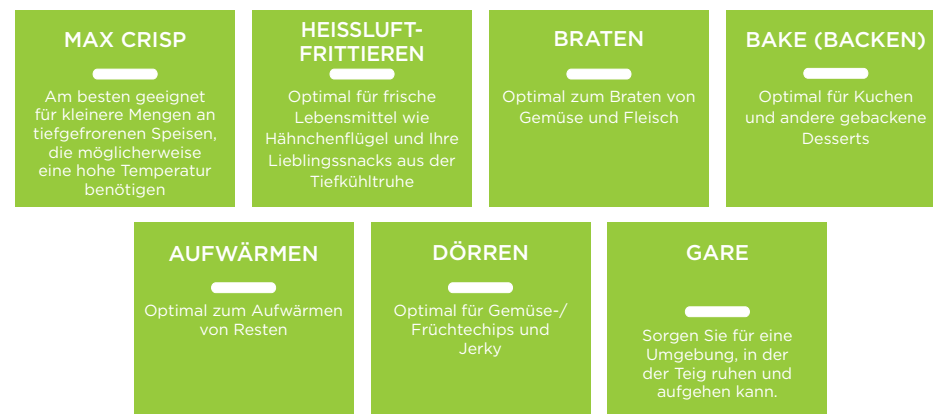 MAX CRISP
Am besten geeignet
für kleinere Mengen an
tiefgefrorenen Speisen,
die möglicherweise
eine hohe Temperatur
benötigen
HEISSLUFT-
FRITTIEREN
Optimal für frische
Lebensmittel wie
Hähnchenflügel und Ihre
Lieblingssnacks aus der
Tiefkühltruhe
BRATEN
Optimal zum Braten von
Gemüse und Fleisch
BAKE (BACKEN)
Optimal für Kuchen
und andere gebackene
Desserts
AUFWÄRMEN
Optimal zum Aufwärmen
von Resten
DÖRREN
Optimal für Gemüse-/
Früchtechips und
Jerky
GARE
Sorgen Sie für eine
Umgebung, in der
der Teig ruhen und
aufgehen kann.